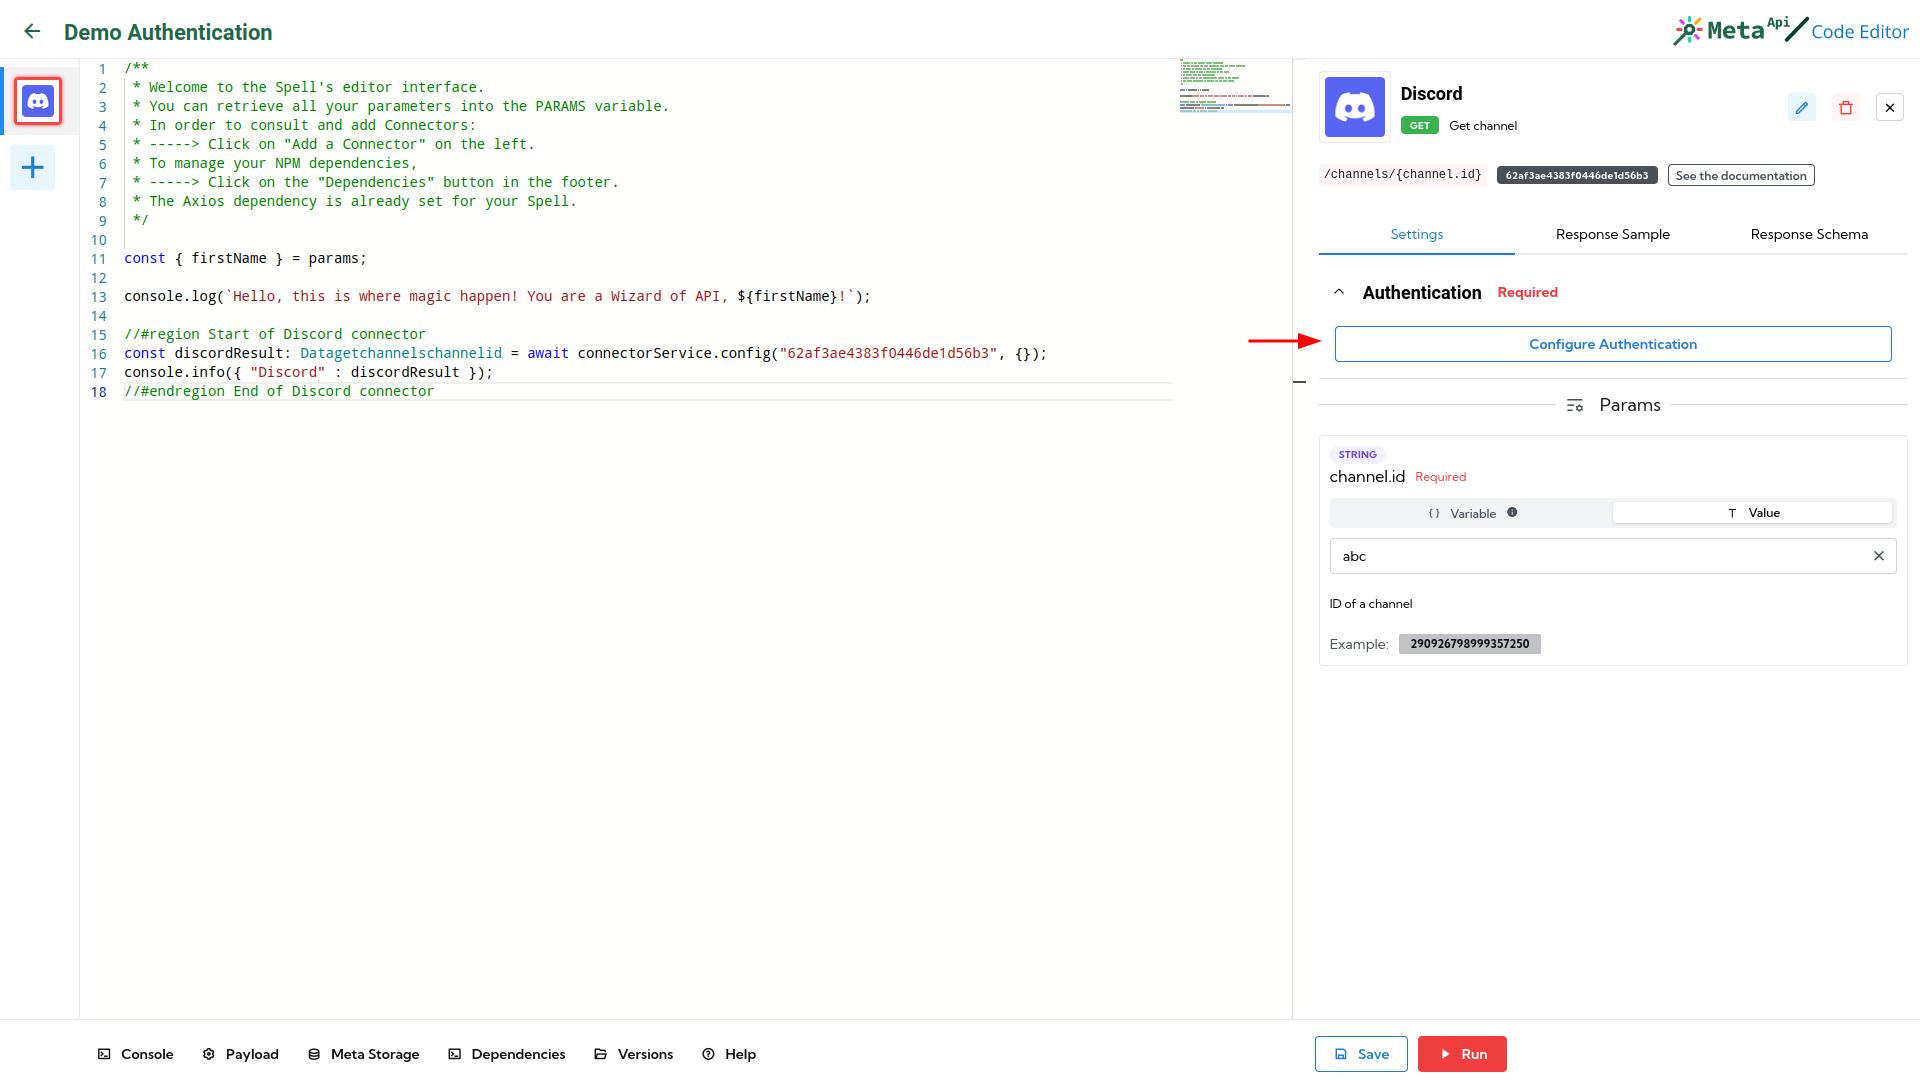 Demo Authentication
Meta Api / Code Editor
1 /**
2 * Welcome to the Spell's editor interface.
3 * You can retrieve all your parameters into the PARAMS variable.
4 * In order to consult and add Connectors:
5 * -----> Click on "Add a Connector" on the left.
6 * To manage your NPM dependencies,
7 * -----> Click on the "Dependencies" button in the footer.
8 * The Axios dependency is already set for your Spell.
9 */
10
11 const { firstName } = params;
12
13 console.log(`Hello, this is where magic happen! You are a Wizard of API, ${firstName}!`);
14
15 //#region Start of Discord connector
16 const discordResult: Datagetchannelschannelid = await connectorService.config("62af3ae4383f0446de1d56b3", {});
17 console.info({ "Discord" : discordResult });
18 //#endregion End of Discord connector
Discord
GET Get channel
/channels/{channel.id} 62af3ae4383f0446de1d56b3 See the documentation
Settings Response Sample Response Schema
Authentication Required
Configure Authentication
Params
STRING
channel.id Required
{} Variable T Value
abc
ID of a channel
Example: 290926798999357250
Console Payload Meta Storage Dependencies Versions Help Save Run